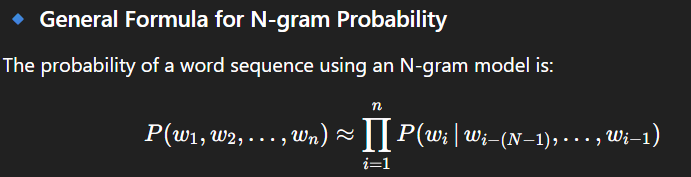 🔹 General Formula for N-gram Probability
The probability of a word sequence using an N-gram model is:
P(w₁, w₂, . . . , wₙ) ≈ ∏ᵢ₌₁ⁿ P(wᵢ | wᵢ₋₍N₋₁₎, . . . , wᵢ₋₁)